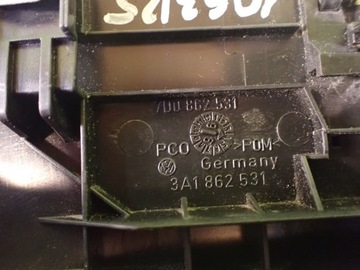 7D0 862 531
PCO >POM<
Germany
3A1 862 531